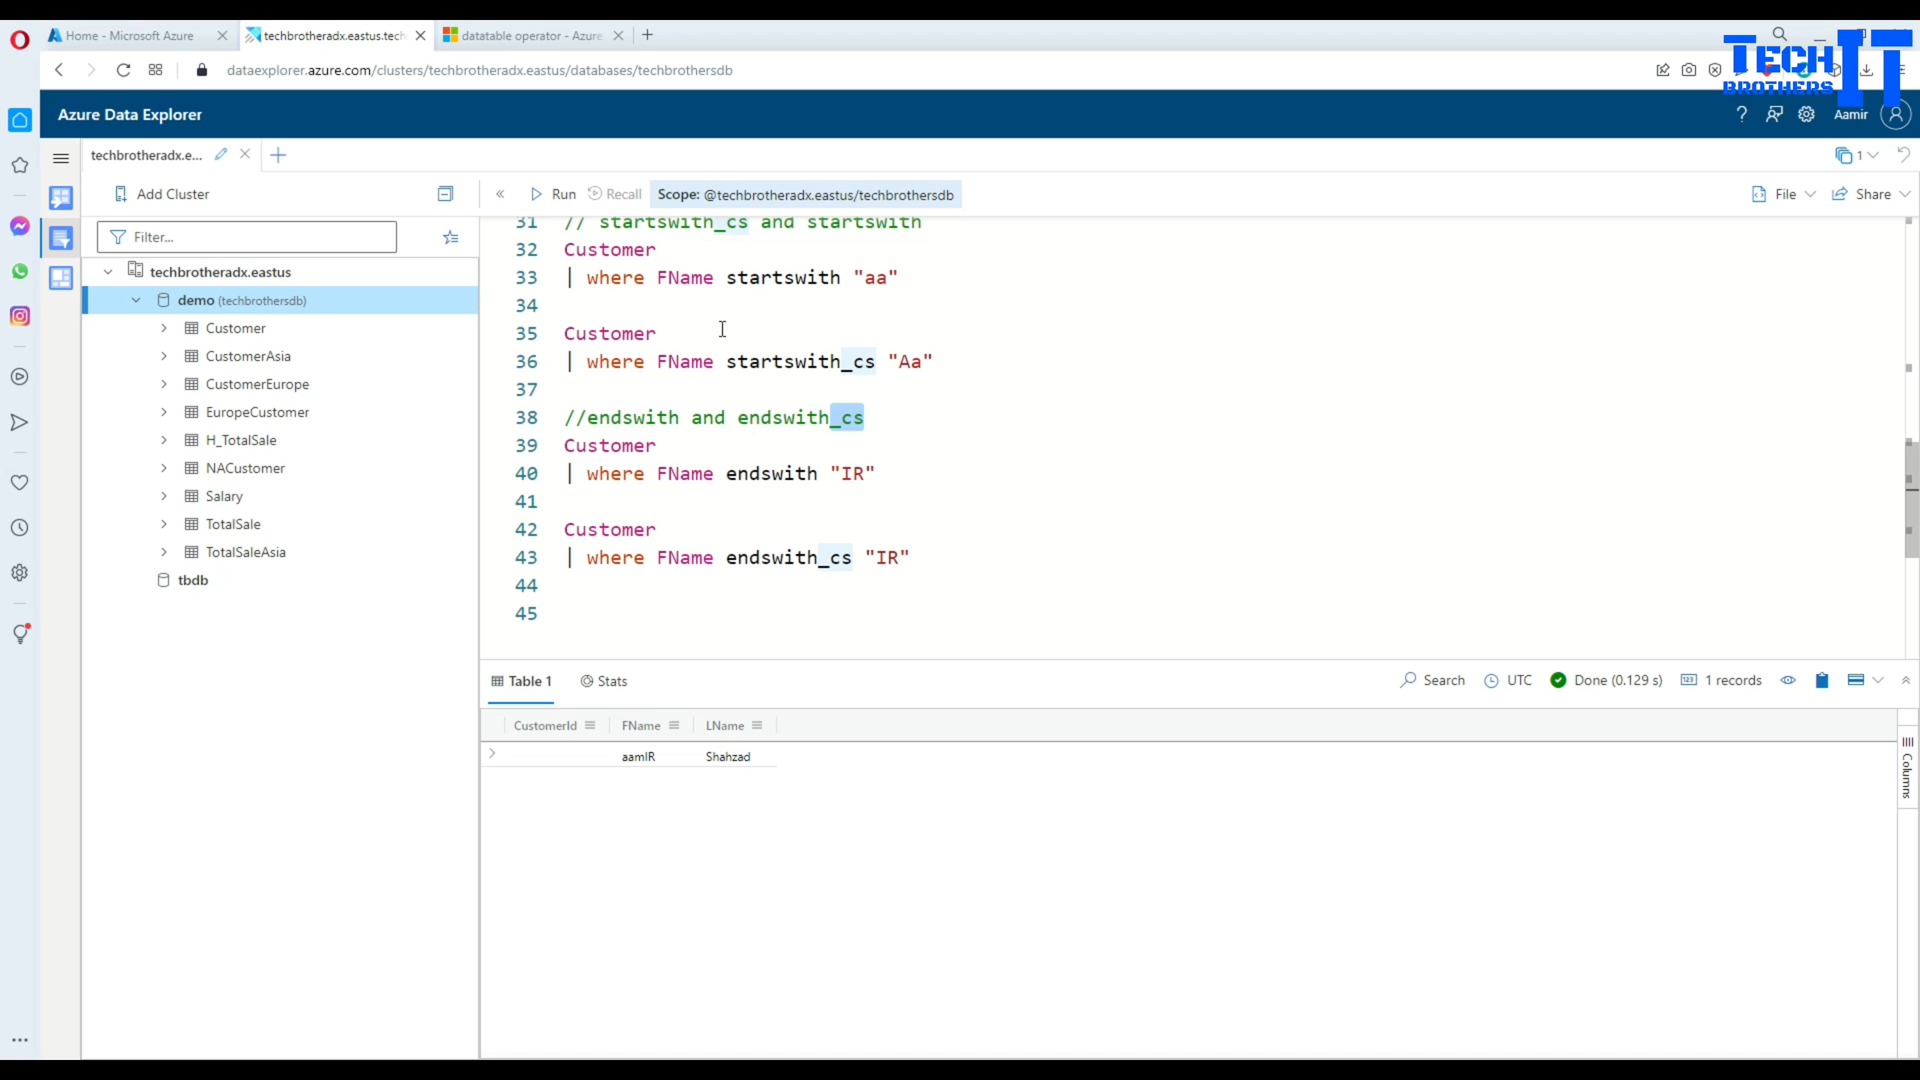 Home - Microsoft Azure
techbrotheradx.eastus.tech
datatable operator - Azure
dataexplorer.azure.com/clusters/techbrotheradx.eastus/databases/techbrothersdb
TECH
BROTHERS
IT
Azure Data Explorer
Aamir
techbrotheradx.e...
1
Add Cluster
Run
Recall
Scope: @techbrotheradx.eastus/techbrothersdb
File
Share
Filter...
techbrotheradx.eastus
demo (techbrothersdb)
Customer
CustomerAsia
CustomerEurope
EuropeCustomer
H_TotalSale
NACustomer
Salary
TotalSale
TotalSaleAsia
tbdb
31 // startswith_cs and startswith
32 Customer
33 | where FName startswith "aa"
34
35 Customer
36 | where FName startswith_cs "Aa"
37
38 //endswith and endswith_cs
39 Customer
40 | where FName endswith "IR"
41
42 Customer
43 | where FName endswith_cs "IR"
44
45
Table 1
Stats
Search
UTC
Done (0.129 s)
1 records
CustomerId FName LName
aamIR Shahzad
Columns